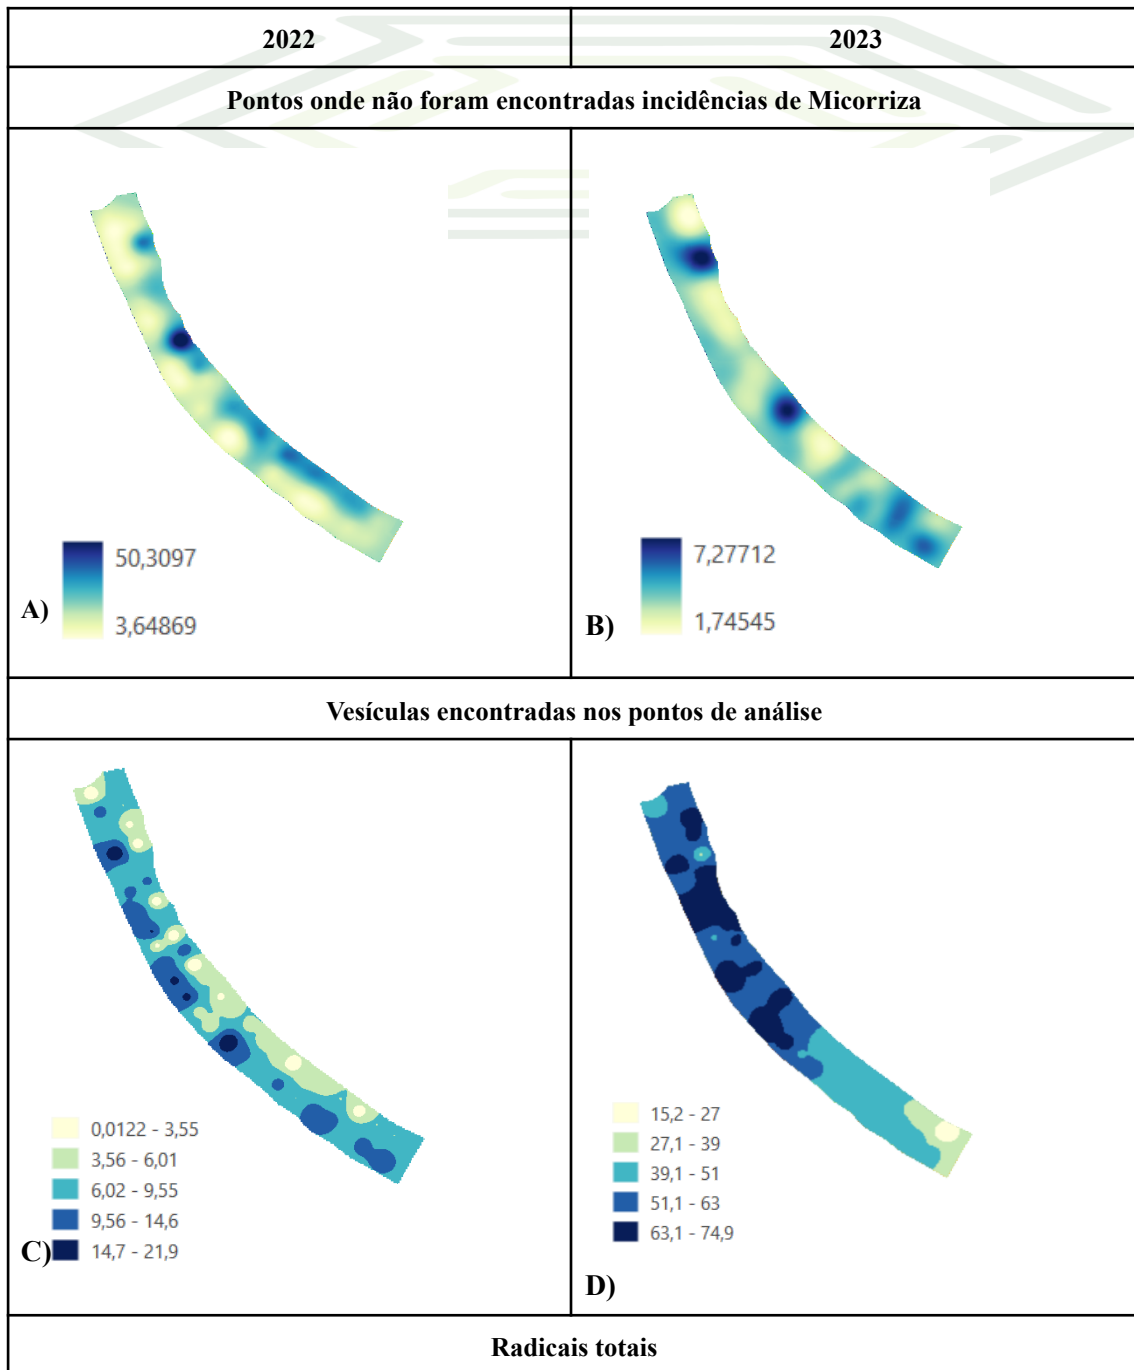 2022
2023
Pontos onde não foram encontradas incidências de Micorriza
50,3097
3,64869
A)
7,27712
1,74545
B)
Vesículas encontradas nos pontos de análise
0,0122 - 3,55
3,56 - 6,01
6,02 - 9,55
9,56 - 14,6
14,7 - 21,9
C)
15,2 - 27
27,1 - 39
39,1 - 51
51,1 - 63
63,1 - 74,9
D)
Radicais totais